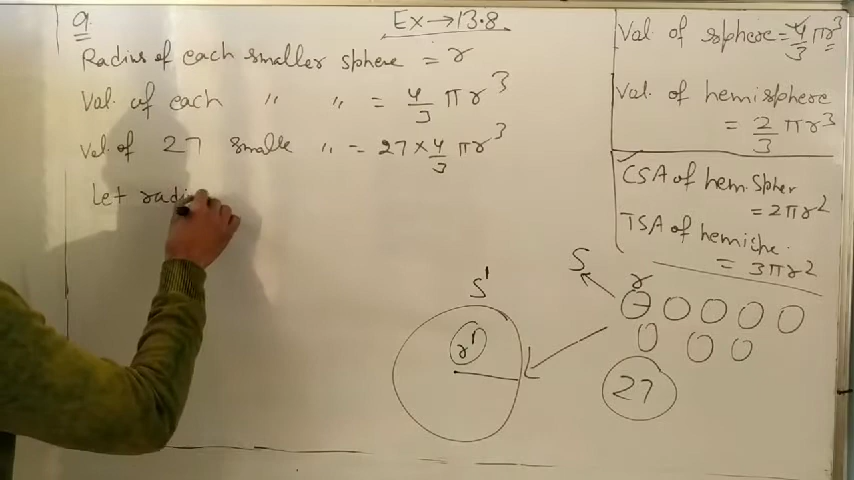 9
Ex→13.8
Radius of each smaller sphere = r
Vol. of each " " = 4/3 πr³
Vol. of 27 smalle " = 27×4/3 πr³
Let radi
Vol. of sphere = 4/3 πr³
Vol. of hemisphere
= 2/3 πr³
CSA of hem.spher
= 2πr²
TSA of hemiche.
= 3πr²
S
r
S'
r'
27